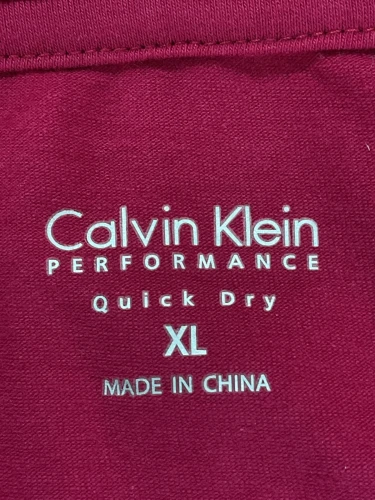 Calvin Klein
PERFORMANCE
Quick Dry
XL
MADE IN CHINA